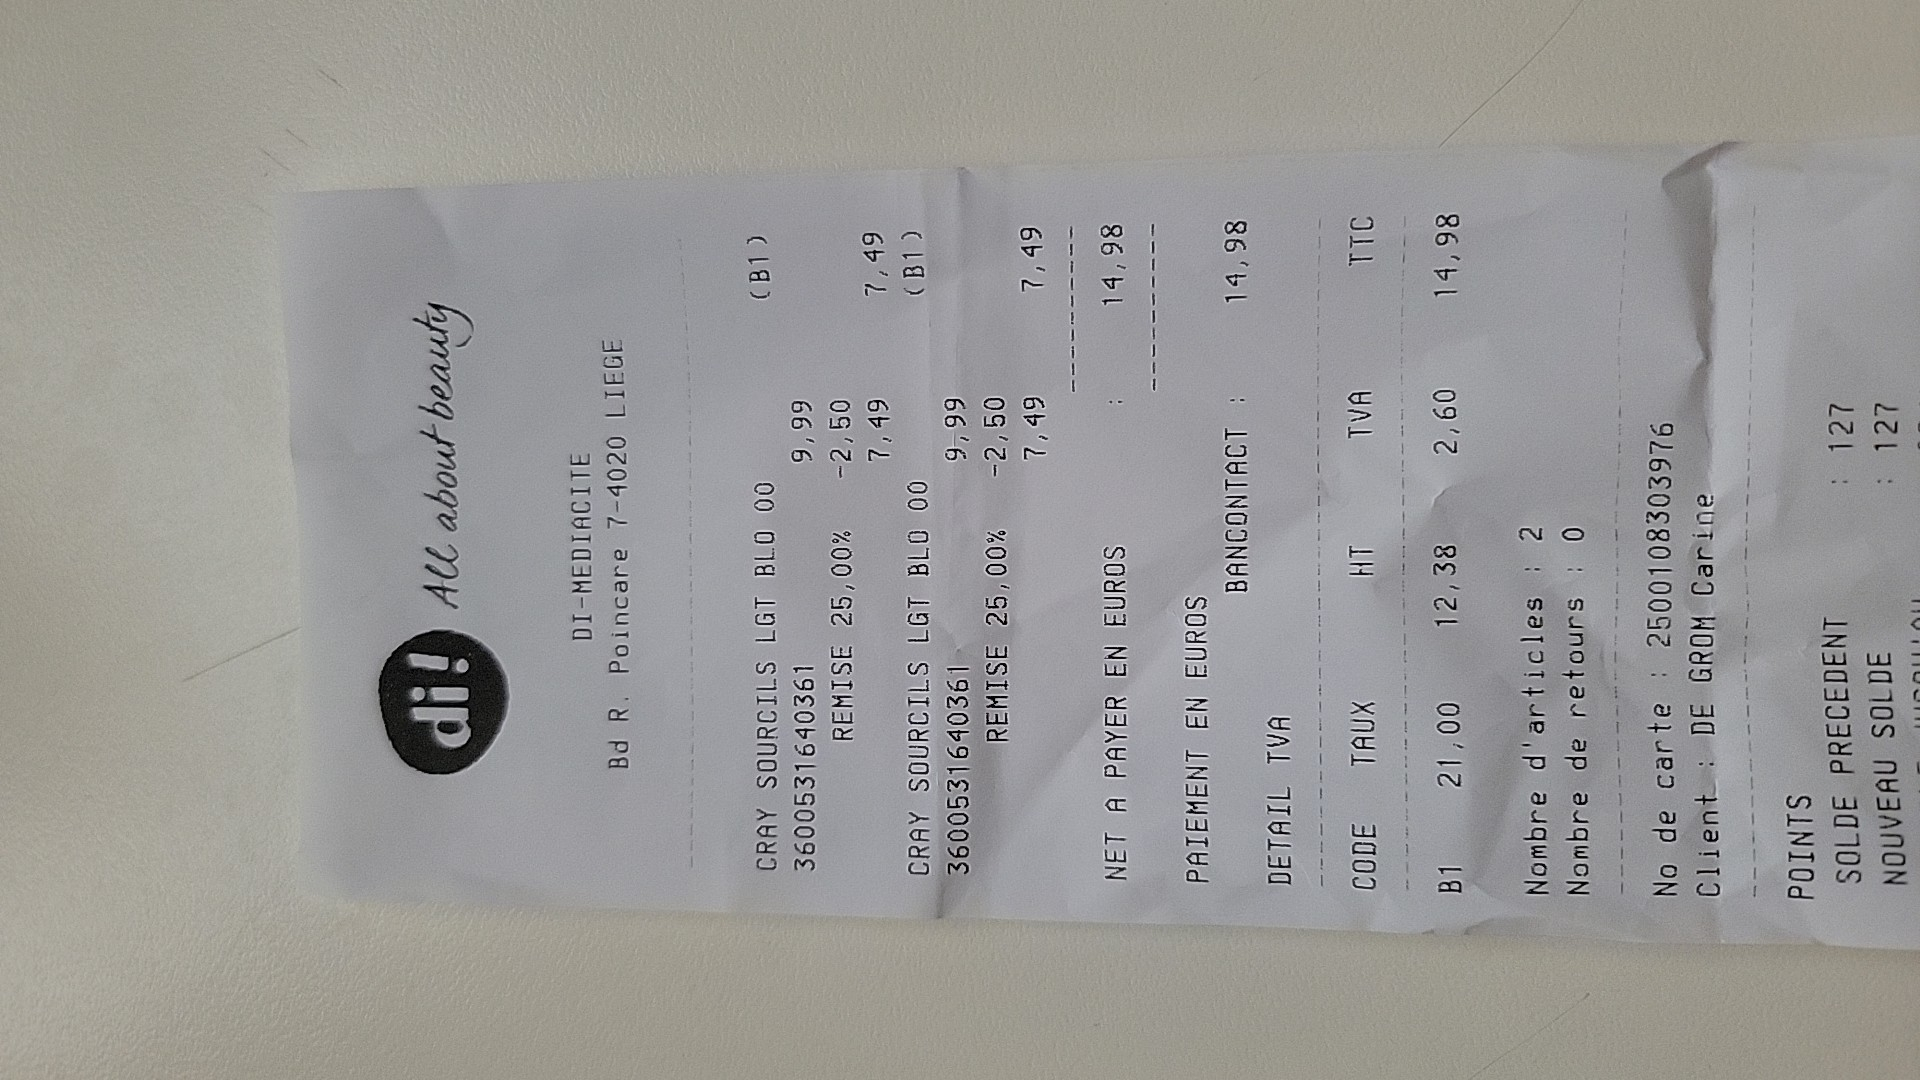 di! All about beauty
DI-MEDIACITE
Bd R. Poincare 7-4020 LIEGE
CRAY SOURCILS LGT BLO 00 (B1)
3600531640361 9,99
REMISE 25,00% -2,50
7,49 7,49
CRAY SOURCILS LGT BLO 00 (B1)
3600531640361 9,99
REMISE 25,00% -2,50
7,49 7,49
----------
NET A PAYER EN EUROS : 14,98
----------
PAIEMENT EN EUROS
BANCONTACT : 14,98
DETAIL TVA
CODE TAUX HT TVA TTC
B1 21,00 12,38 2,60 14,98
Nombre d'articles : 2
Nombre de retours : 0
No de carte : 25000108303976
Client : DE GROM Carine
POINTS
SOLDE PRECEDENT : 127
NOUVEAU SOLDE : 127